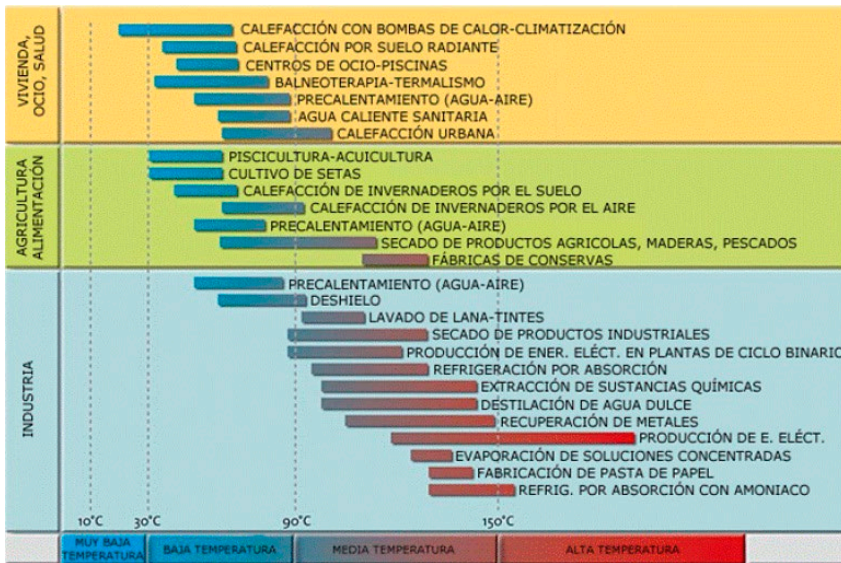 VIVIENDA,
OCIO, SALUD
CALEFACCIÓN CON BOMBAS DE CALOR-CLIMATIZACIÓN
CALEFACCIÓN POR SUELO RADIANTE
CENTROS DE OCIO-PISCINAS
BALNEOTERAPIA-TERMALISMO
PRECALENTAMIENTO (AGUA-AIRE)
AGUA CALIENTE SANITARIA
CALEFACCIÓN URBANA
AGRICULTURA
ALIMENTACIÓN
PISCICULTURA-ACUICULTURA
CULTIVO DE SETAS
CALEFACCIÓN DE INVERNADEROS POR EL SUELO
CALEFACCIÓN DE INVERNADEROS POR EL AIRE
PRECALENTAMIENTO (AGUA-AIRE)
SECADO DE PRODUCTOS AGRICOLAS, MADERAS, PESCADOS
FÁBRICAS DE CONSERVAS
INDUSTRIA
PRECALENTAMIENTO (AGUA-AIRE)
DESHIELO
LAVADO DE LANA-TINTES
SECADO DE PRODUCTOS INDUSTRIALES
PRODUCCIÓN DE ENER. ELÉCT. EN PLANTAS DE CICLO BINARIO
REFRIGERACIÓN POR ABSORCIÓN
EXTRACCIÓN DE SUSTANCIAS QUÍMICAS
DESTILACIÓN DE AGUA DULCE
RECUPERACIÓN DE METALES
PRODUCCIÓN DE E. ELÉCT.
EVAPORACIÓN DE SOLUCIONES CONCENTRADAS
FABRICACIÓN DE PASTA DE PAPEL
REFRIG. POR ABSORCIÓN CON AMONIACO
10°C 30°C 90°C 150°C
MUY BAJA
TEMPERATURA
BAJA TEMPERATURA
MEDIA TEMPERATURA
ALTA TEMPERATURA